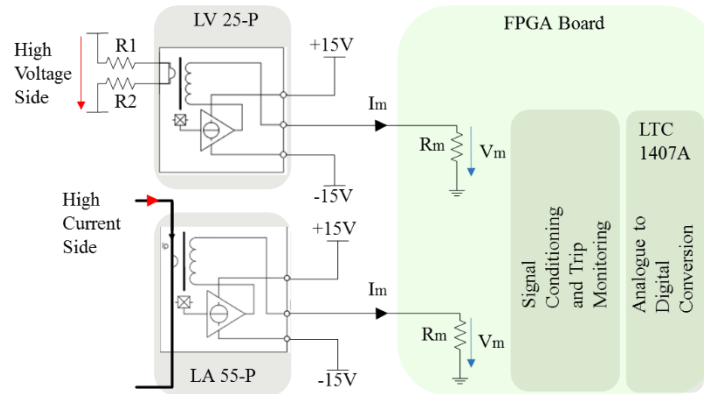 LV 25-P
FPGA Board
+15V
High
Voltage
Side
R1
R2
Im
Rm
Vm
-15V
LTC
1407A
High
Current
Side
+15V
Im
Rm
Vm
-15V
LA 55-P
Signal
Conditioning
and Trip
Monitoring
Analogue to
Digital
Conversion